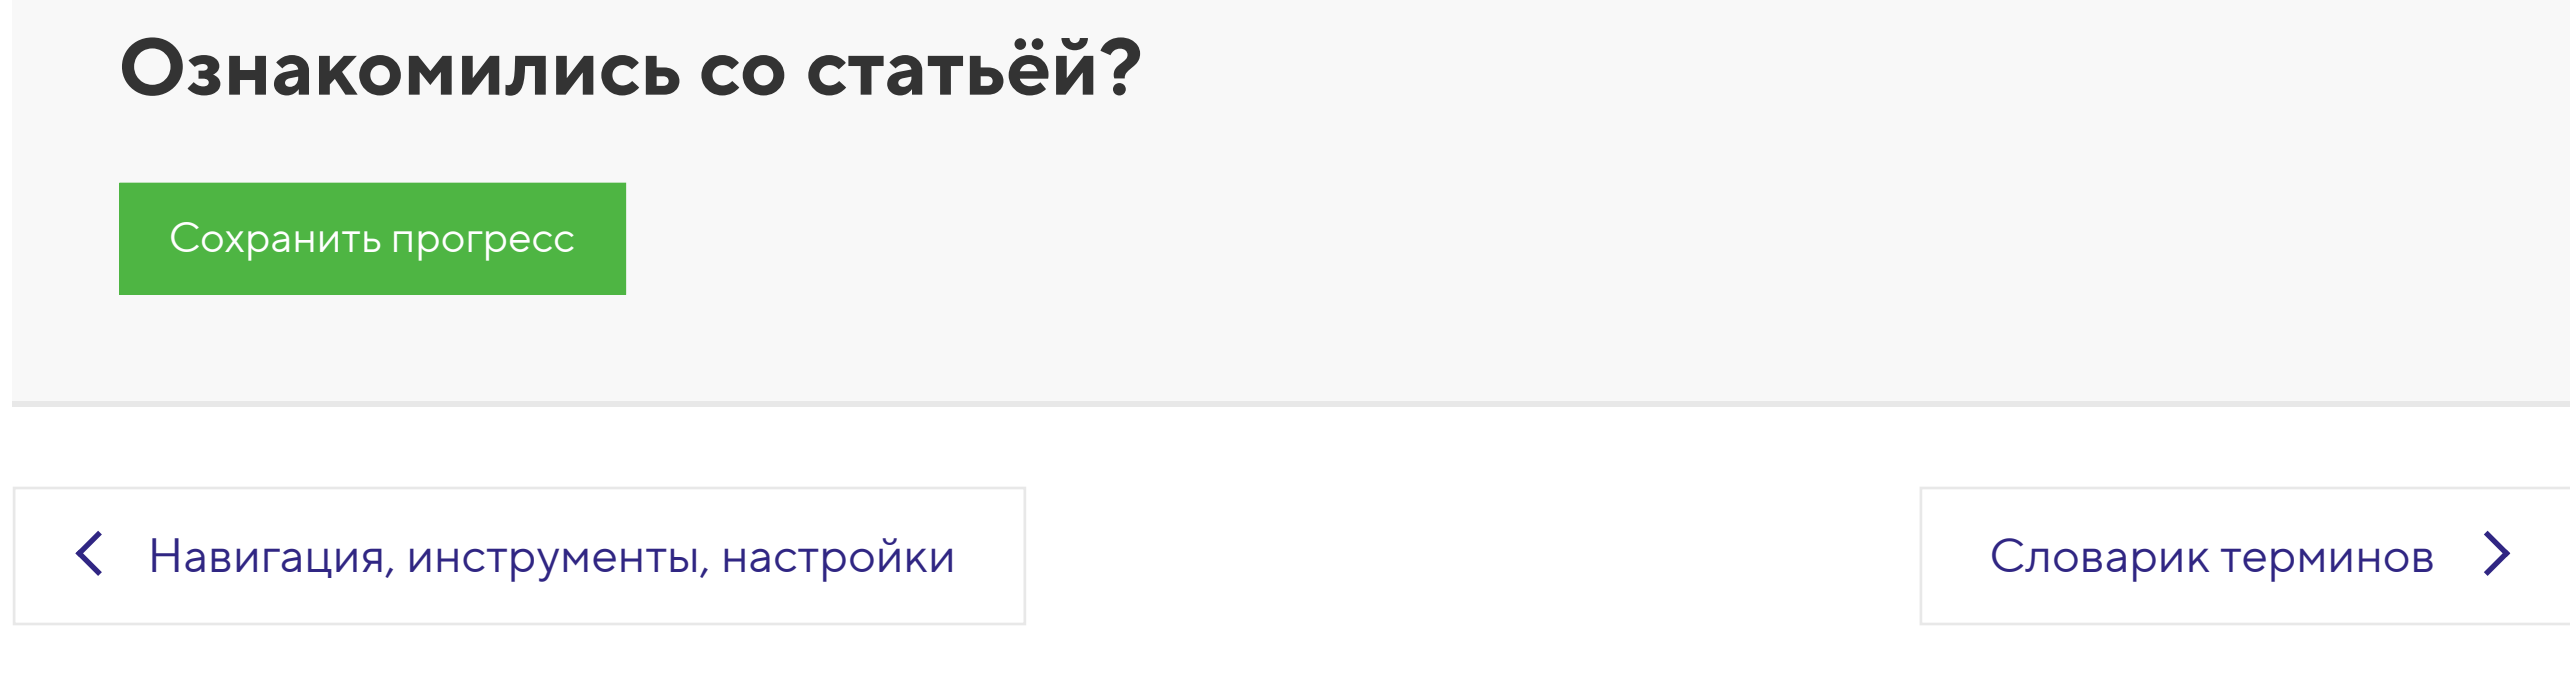 Ознакомились со статьёй?
Сохранить прогресс
Навигация, инструменты, настройки
Словарик терминов